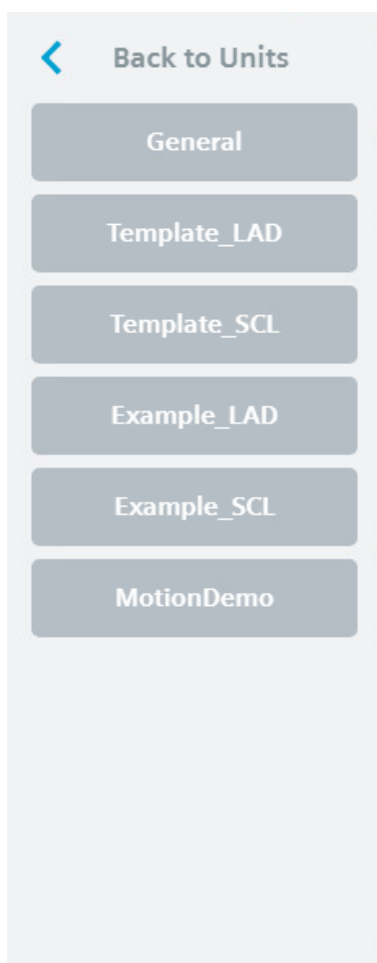 Back to Units
General
Template_LAD
Template_SCL
Example_LAD
Example_SCL
MotionDemo